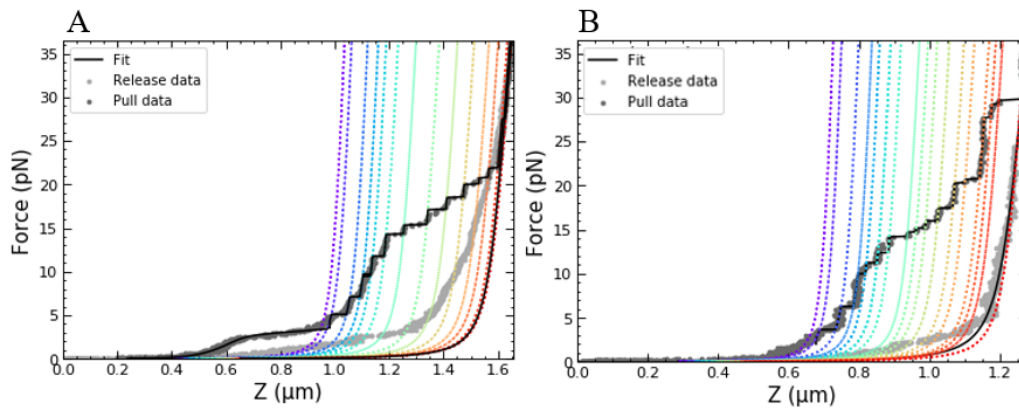 A
B
35
30
25
20
15
10
5
0
Force (pN)
Fit
Release data
Pull data
0.0 0.2 0.4 0.6 0.8 1.0 1.2 1.4 1.6
Z (μm)
35
30
25
20
15
10
5
0
Force (pN)
Fit
Release data
Pull data
0.0 0.2 0.4 0.6 0.8 1.0 1.2
Z (μm)